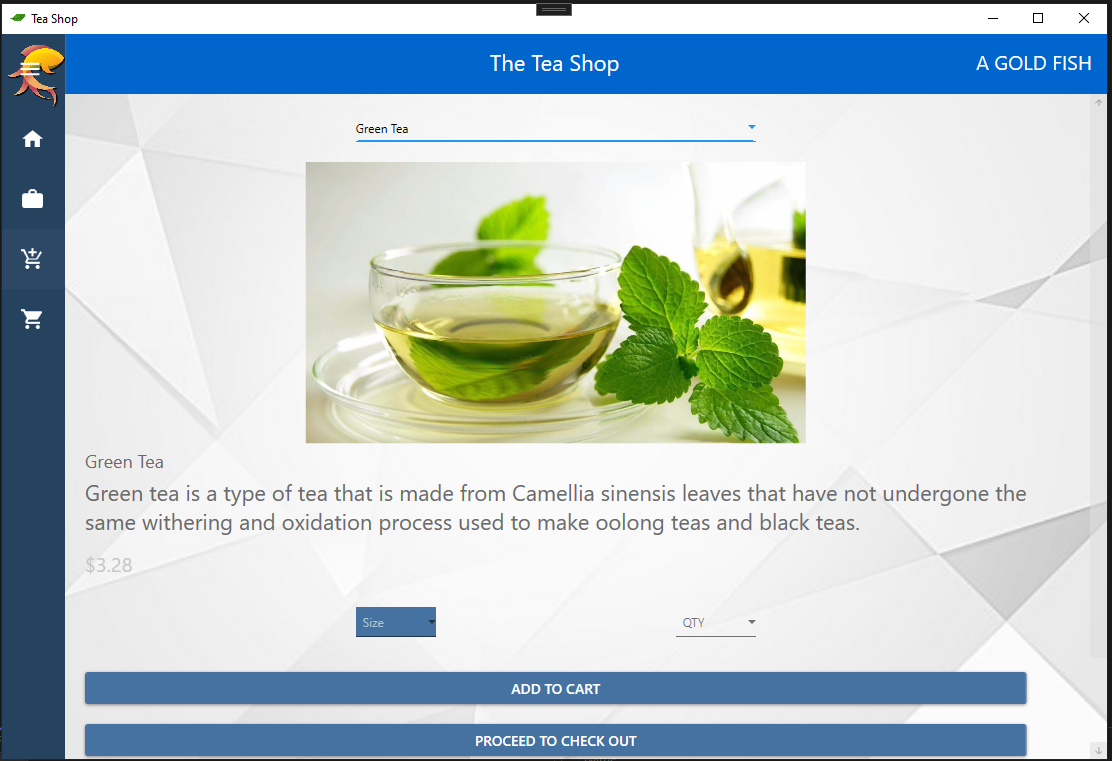 Tea Shop
The Tea Shop
A GOLD FISH
Green Tea
Green Tea
Green tea is a type of tea that is made from Camellia sinensis leaves that have not undergone the
same withering and oxidation process used to make oolong teas and black teas.
$3.28
Size
QTY
ADD TO CART
PROCEED TO CHECK OUT